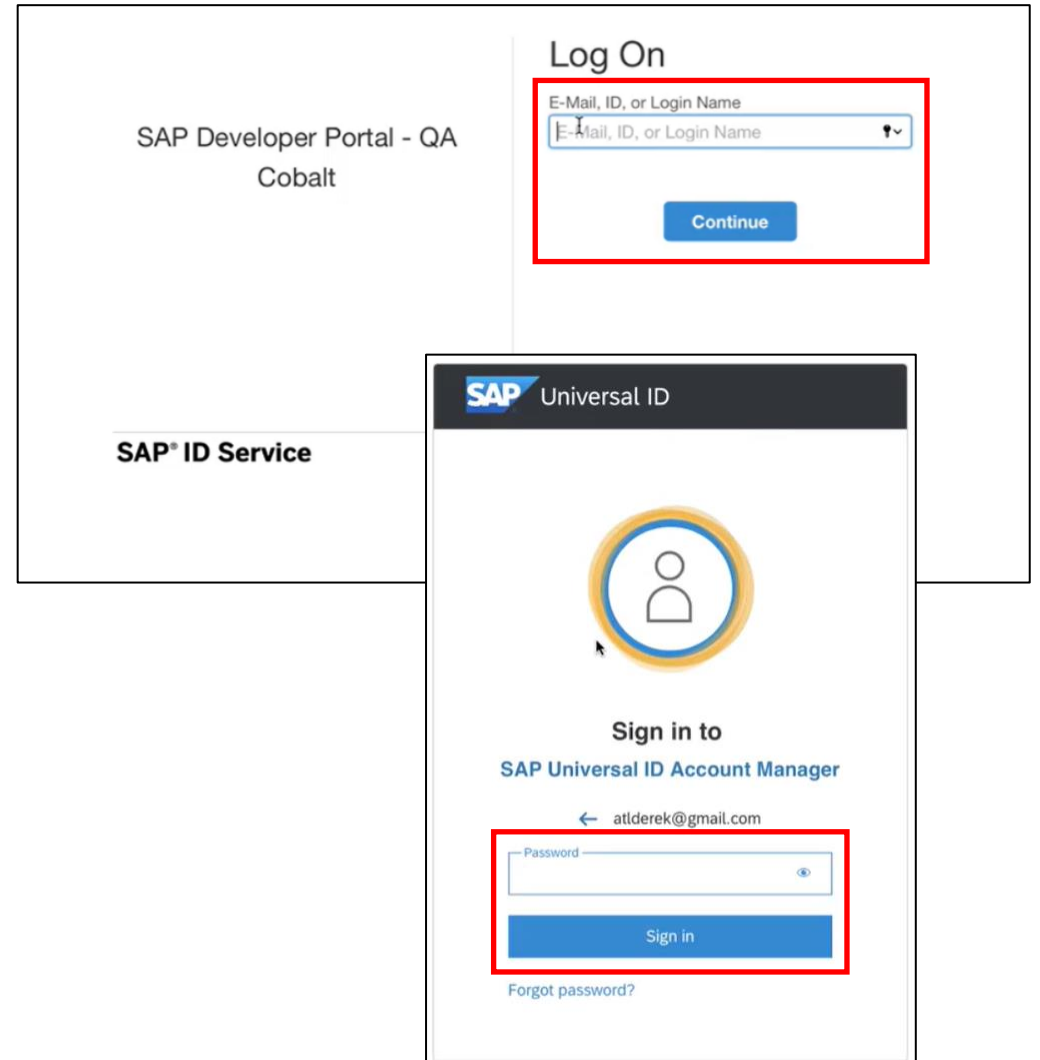 Log On
E-Mail, ID, or Login Name
E-Mail, ID, or Login Name
Continue
SAP Developer Portal - QA
Cobalt
SAP® ID Service
SAP Universal ID
Sign in to
SAP Universal ID Account Manager
atlderek@gmail.com
Password
Sign in
Forgot password?